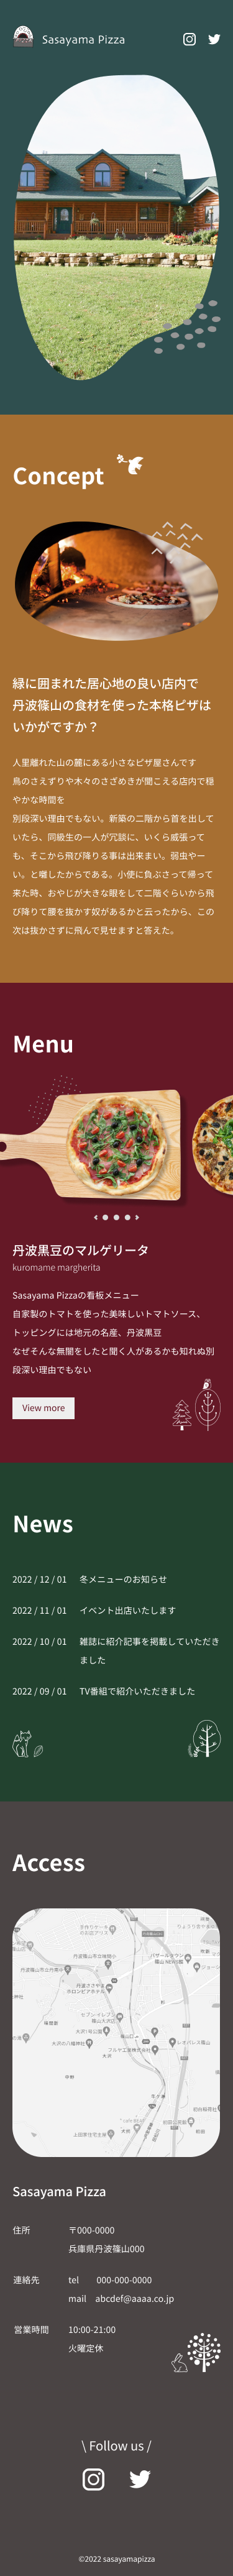 Sasayama Pizza
Concept
緑に囲まれた居心地の良い店内で
丹波篠山の食材を使った本格ピザは
いかがですか？
人里離れた山の麓にある小さなピザ屋さんです
鳥のさえずりや木々のさざめきが聞こえる店内で穏
やかな時間を
別段深い理由でもない。新築の二階から首を出して
いたら、同級生の一人が冗談に、いくら威張って
も、そこから飛び降りる事は出来まい。弱虫やー
い。と囃したからである。小使に負ぶさって帰って
来た時、おやじが大きな眼をして二階ぐらいから飛
び降りて腰を抜かす奴があるかと云ったから、この
次は抜かさずに飛んで見せますと答えた。
Menu
丹波黒豆のマルゲリータ
kuromame margherita
Sasayama Pizzaの看板メニュー
自家製のトマトを使った美味しいトマトソース、
トッピングには地元の名産、丹波黒豆
なぜそんな無闇をしたと聞く人があるかも知れぬ別
段深い理由でもない
View more
News
2022 / 12 / 01 冬メニューのお知らせ
2022 / 11 / 01 イベント出店いたします
2022 / 10 / 01 雑誌に紹介記事を掲載していただき
ました
2022 / 09 / 01 TV番組で紹介いただきました
Access
Sasayama Pizza
住所 〒000-0000
兵庫県丹波篠山000
連絡先 tel 000-000-0000
mail abcdef@aaaa.co.jp
営業時間 10:00-21:00
火曜定休
\ Follow us /
©2022 sasayamapizza